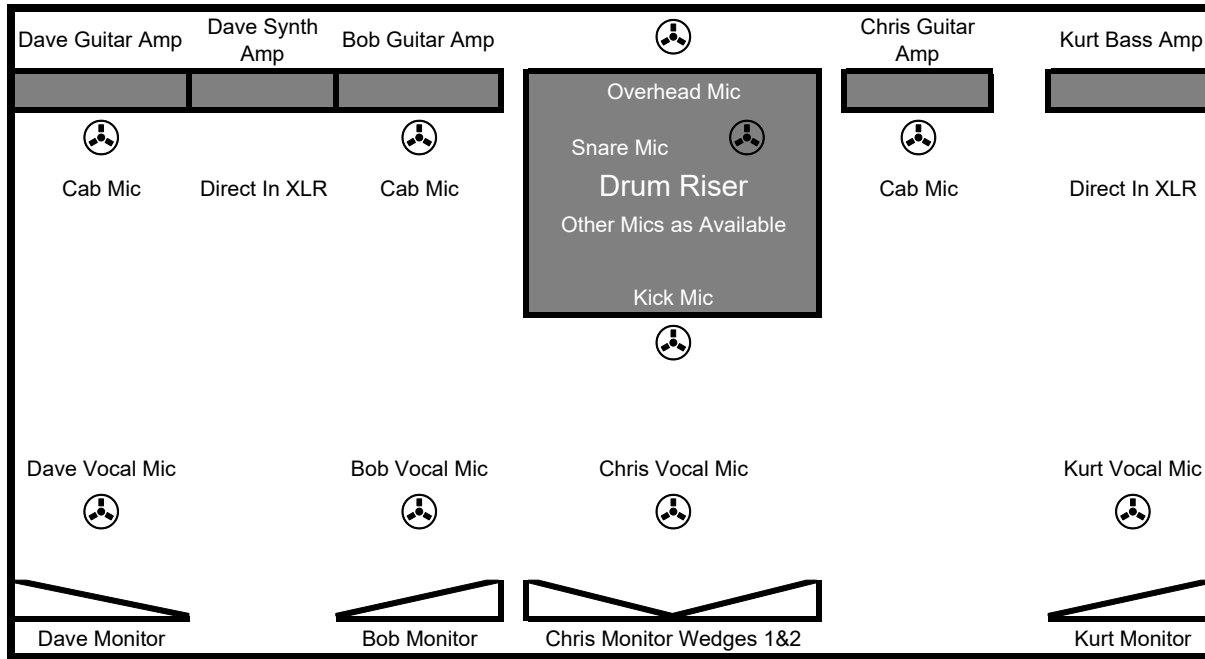 Dave Guitar Amp
Dave Synth
Amp
Bob Guitar Amp
Chris Guitar
Amp
Kurt Bass Amp
Overhead Mic
Snare Mic
Cab Mic
Direct In XLR
Cab Mic
Drum Riser
Cab Mic
Direct In XLR
Other Mics as Available
Kick Mic
Dave Vocal Mic
Bob Vocal Mic
Chris Vocal Mic
Kurt Vocal Mic
Dave Monitor
Bob Monitor
Chris Monitor Wedges 1&2
Kurt Monitor